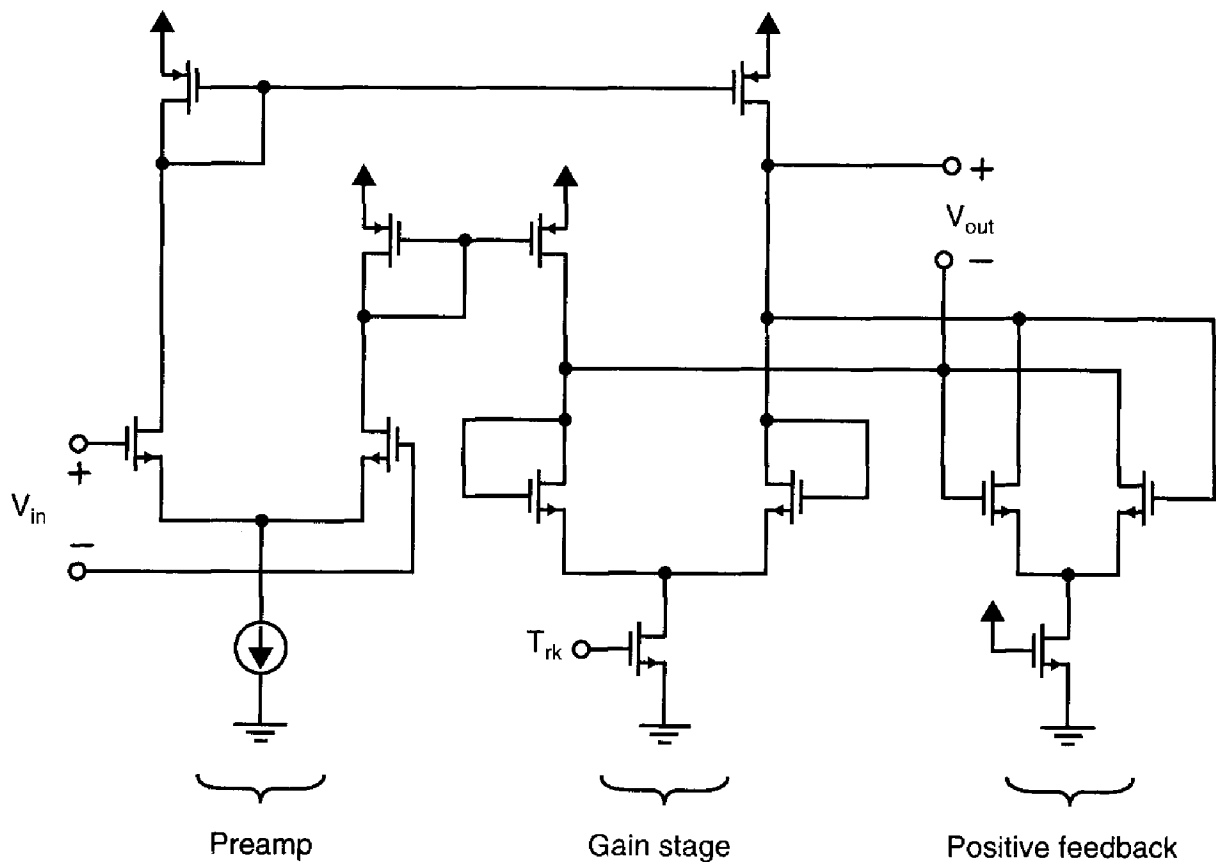 +
V_out
−
+
V_in
−
T_rk
Preamp
Gain stage
Positive feedback